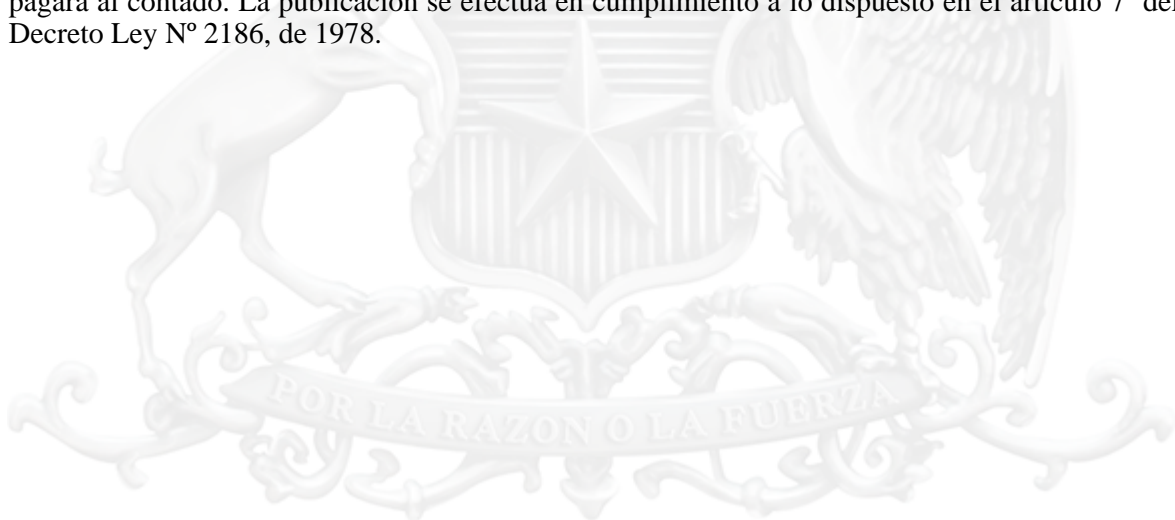 pagará al contado. La publicación se efectúa en cumplimiento a lo dispuesto en el artículo 7º del
Decreto Ley Nº 2186, de 1978.
POR LA RAZON O LA FUERZA